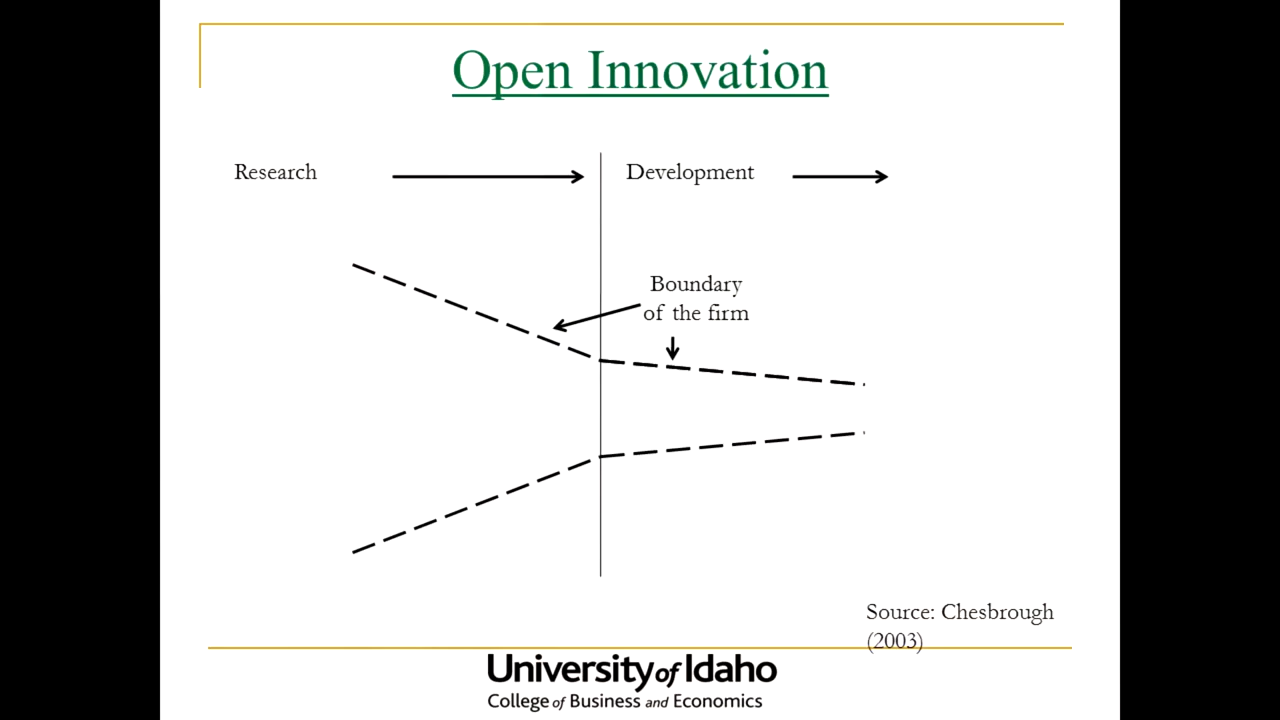 Open Innovation
Research
Development
Boundary
of the firm
Source: Chesbrough
(2003)
University of Idaho
College of Business and Economics